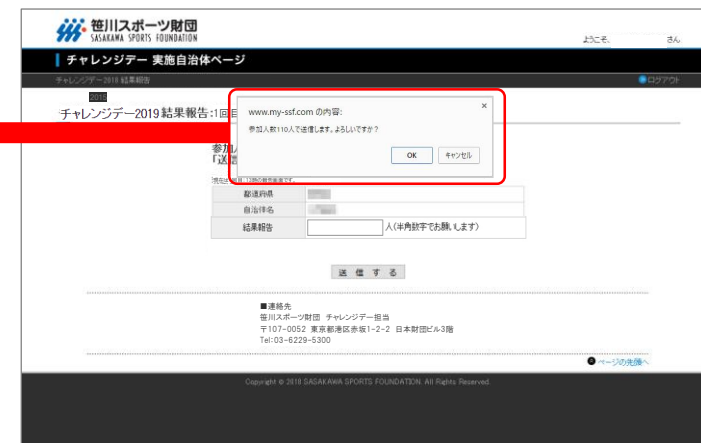 笹川スポーツ財団
SASAKAWA SPORTS FOUNDATION
ようこそ、 さん
チャレンジデー 実施自治体ページ
チャレンジデー2018 結果報告
ログアウト
2015
チャレンジデー2019 結果報告:1回目
www.my-ssf.com の内容:
×
参加人数110人で送信します。よろしいですか?
OK キャンセル
参加人
「送信
都道府県
自治体名
結果報告 人(半角数字でお願いします)
送 信 す る
■連絡先
笹川スポーツ財団 チャレンジデー担当
〒107-0052 東京都港区赤坂1-2-2 日本財団ビル3階
Tel:03-6229-5300
ページの先頭へ
Copyright © 2018 SASAKAWA SPORTS FOUNDATION. All Rights Reserved.